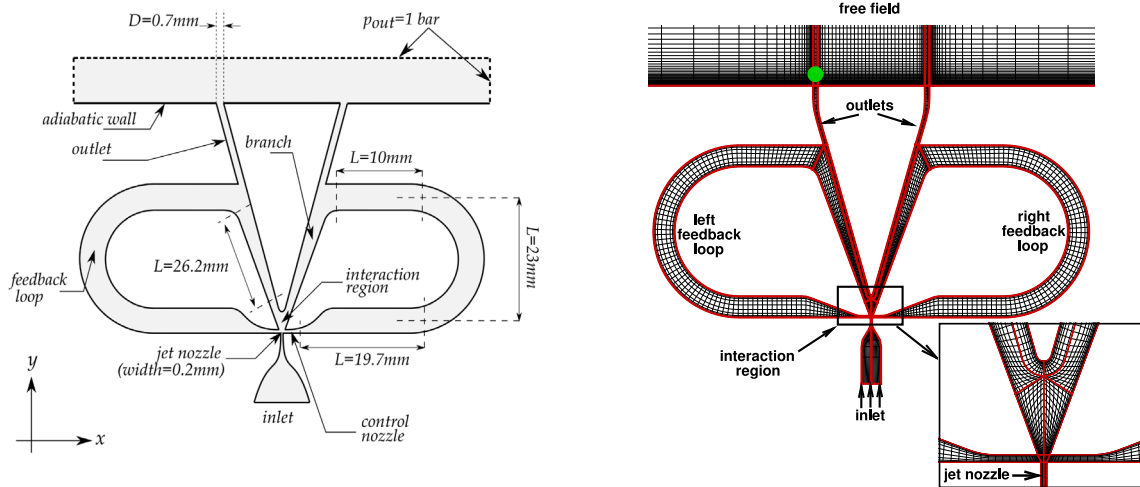 D=0.7mm
pout=1 bar
adiabatic wall
outlet
branch
L=10mm
L=26.2mm
L=23mm
feedback
loop
interaction
region
jet nozzle
(width=0.2mm)
L=19.7mm
inlet
control
nozzle
y
x
free field
outlets
left
feedback
loop
right
feedback
loop
interaction
region
inlet
jet nozzle